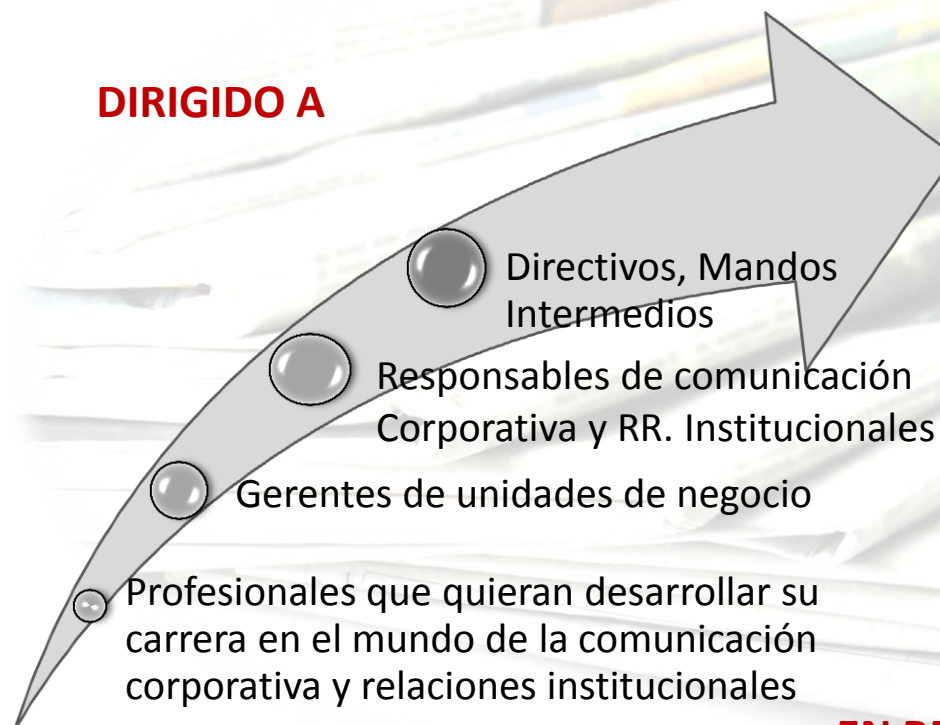 DIRIGIDO A
Directivos, Mandos
Intermedios
Responsables de comunicación
Corporativa y RR. Institucionales
Gerentes de unidades de negocio
Profesionales que quieran desarrollar su
carrera en el mundo de la comunicación
corporativa y relaciones institucionales